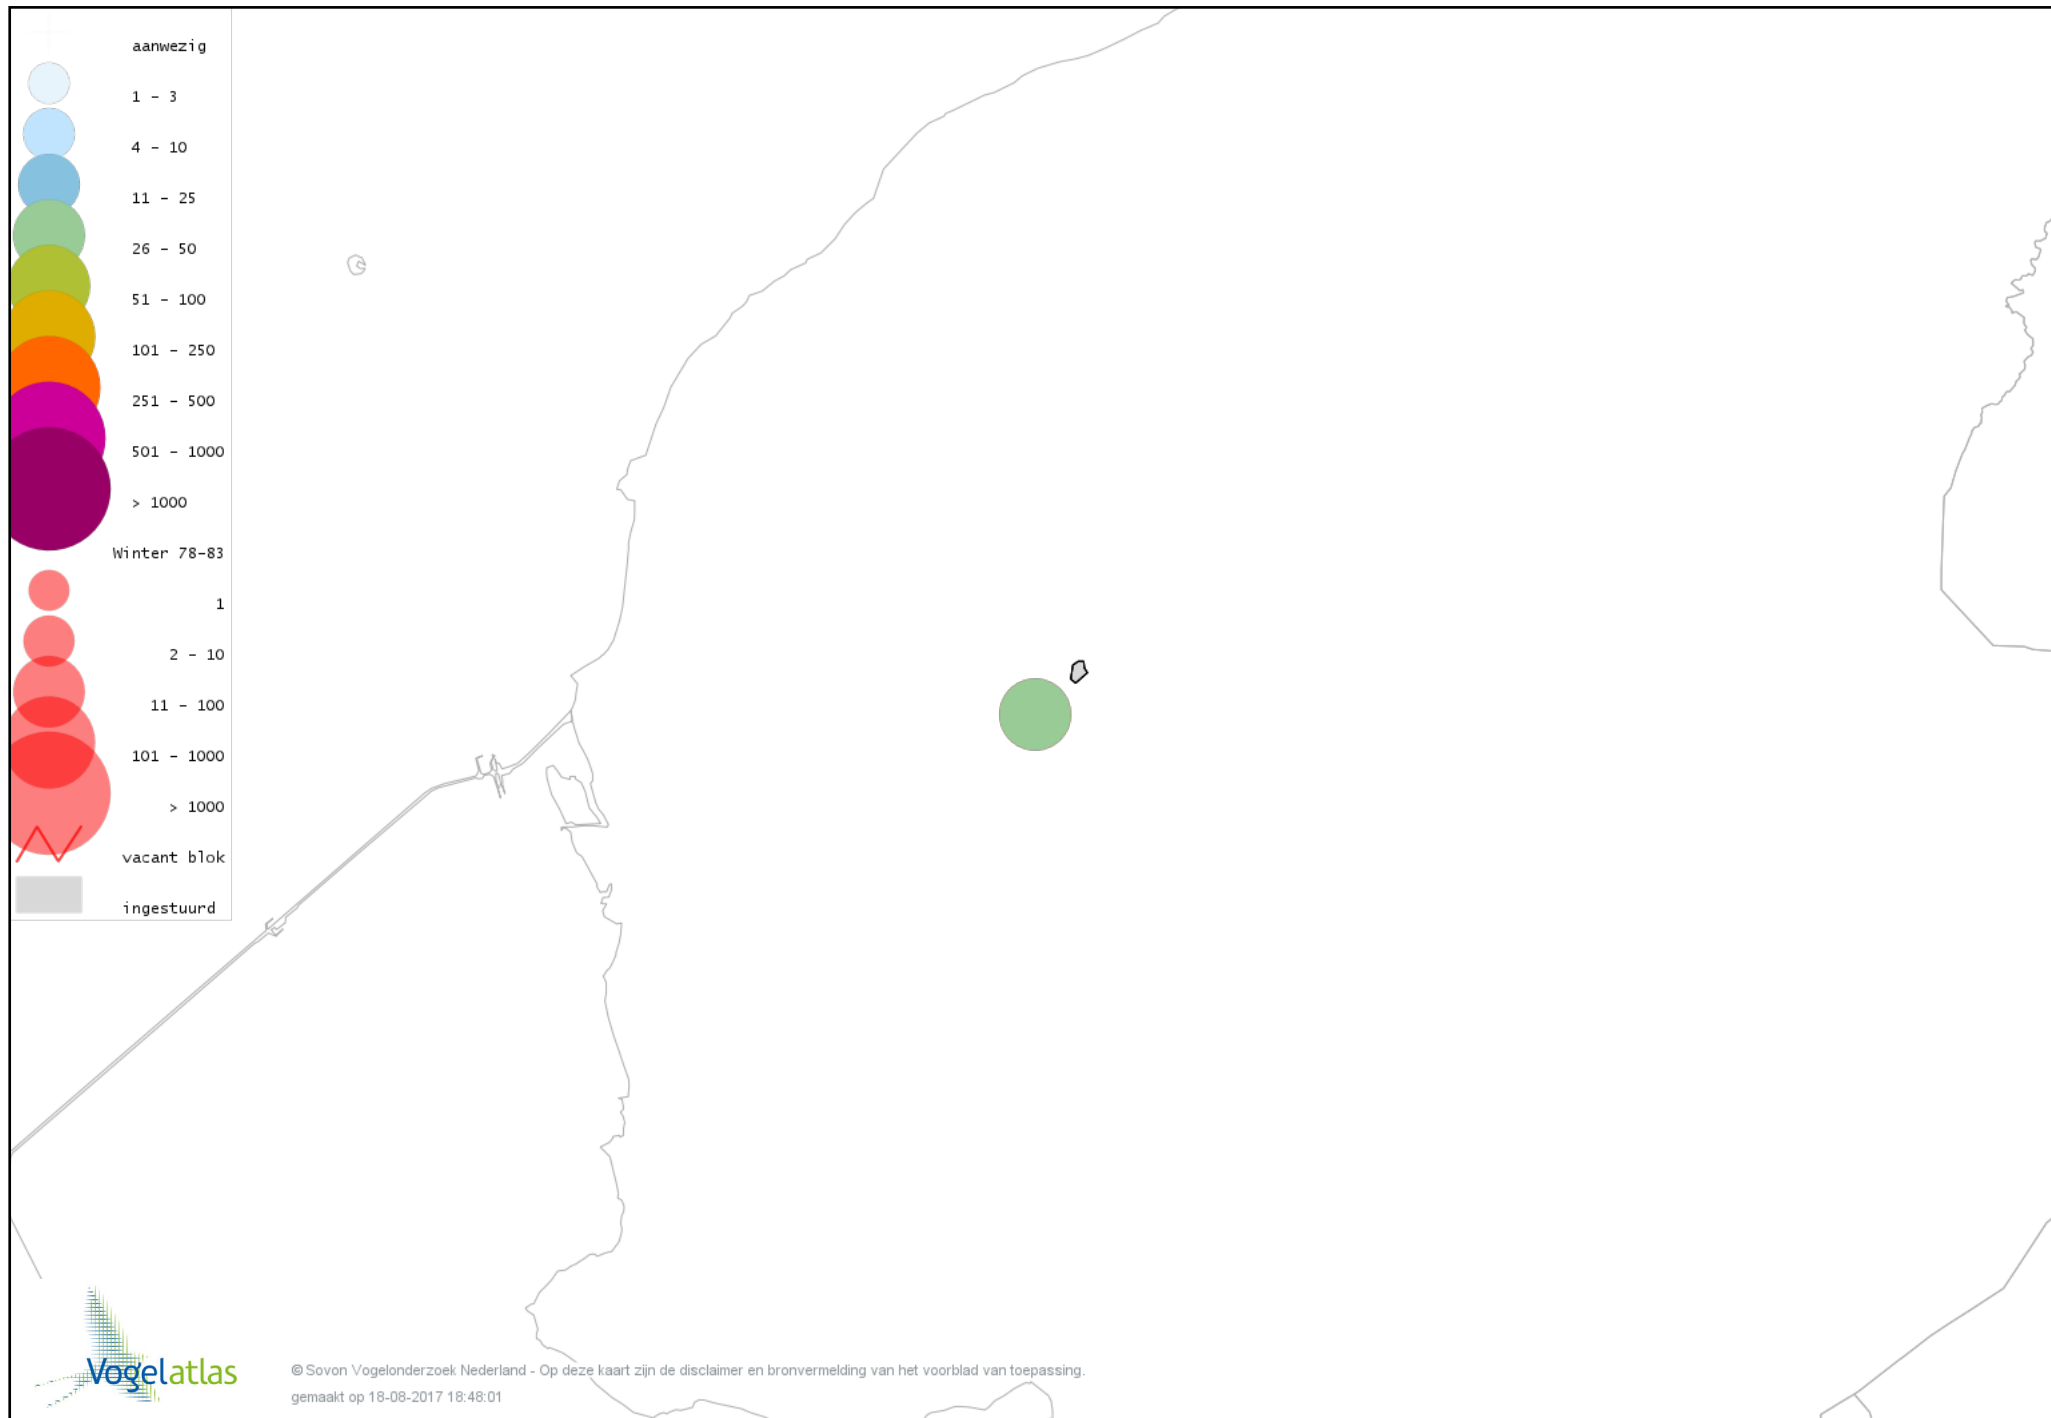 aanwezig
1 - 3
4 - 10
11 - 25
26 - 50
51 - 100
101 - 250
251 - 500
501 - 1000
> 1000
Winter 78-83
1
2 - 10
11 - 100
101 - 1000
> 1000
vacant blok
ingestuurd
Vogelatlas
© Sovon Vogelonderzoek Nederland - Op deze kaart zijn de disclaimer en bronvermelding van het voorblad van toepassing.
gemaakt op 18-08-2017 18:48:01